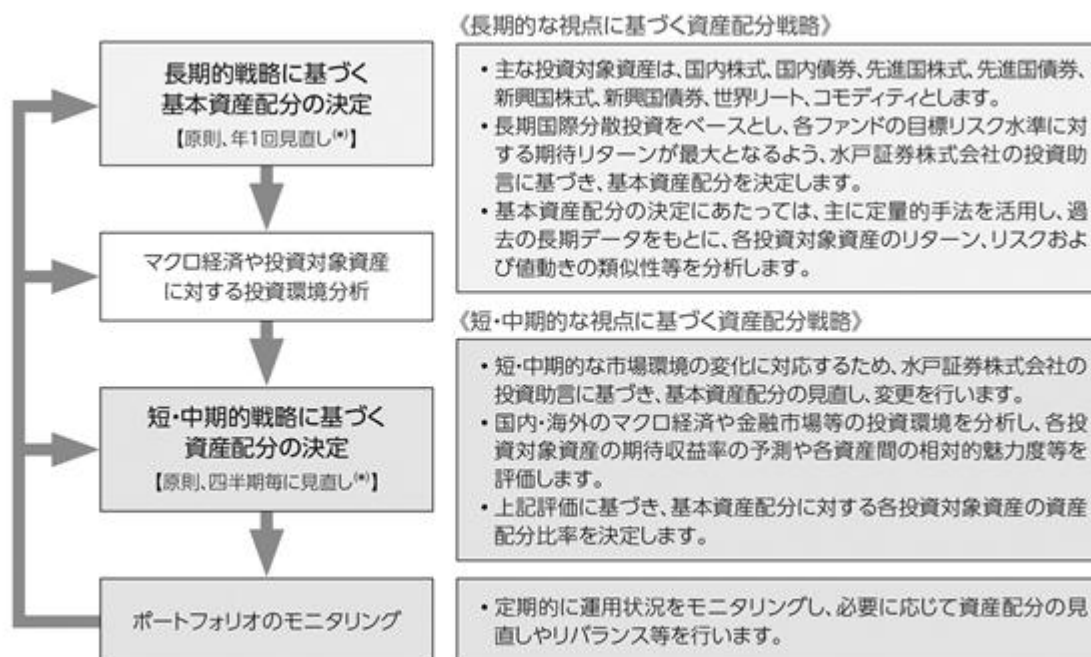 長期的戦略に基づく
基本資産配分の決定
【原則、年1回見直し(*)】
マクロ経済や投資対象資産
に対する投資環境分析
短・中期的戦略に基づく
資産配分の決定
【原則、四半期毎に見直し(*)】
ポートフォリオのモニタリング
《長期的な視点に基づく資産配分戦略》
・主な投資対象資産は、国内株式、国内債券、先進国株式、先進国債券、
新興国株式、新興国債券、世界リート、コモディティとします。
・長期国際分散投資をベースとし、各ファンドの目標リスク水準に対
する期待リターンが最大となるよう、水戸証券株式会社の投資助
言に基づき、基本資産配分を決定します。
・基本資産配分の決定にあたっては、主に定量的手法を活用し、過
去の長期データをもとに、各投資対象資産のリターン、リスクおよ
び値動きの類似性等を分析します。
《短・中期的な視点に基づく資産配分戦略》
・短・中期的な市場環境の変化に対応するため、水戸証券株式会社の
投資助言に基づき、基本資産配分の見直し、変更を行います。
・国内・海外のマクロ経済や金融市場等の投資環境を分析し、各投
資対象資産の期待収益率の予測や各資産間の相対的魅力度等を
評価します。
・上記評価に基づき、基本資産配分に対する各投資対象資産の資産
配分比率を決定します。
・定期的に運用状況をモニタリングし、必要に応じて資産配分の見
直しやリバランス等を行います。